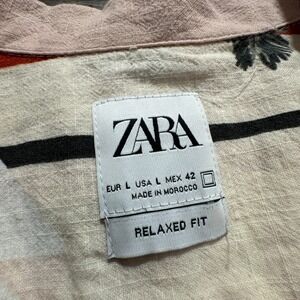 ZARA
EUR L USA L MEX 42
MADE IN MOROCCO
RELAXED FIT